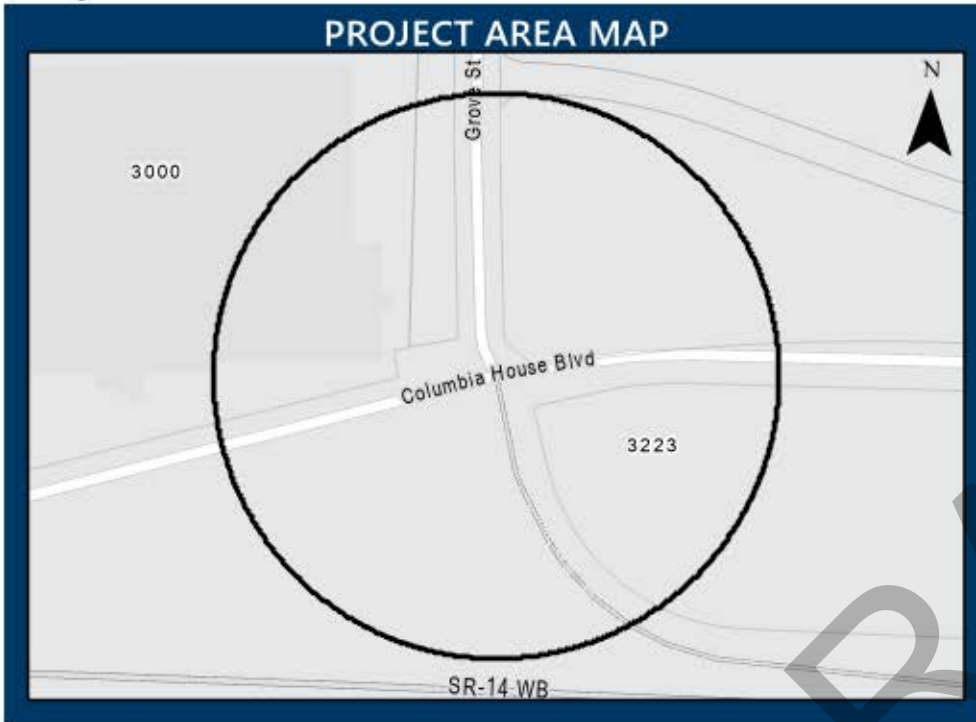 PROJECT AREA MAP
N
Grove St
3000
Columbia House Blvd
3223
SR-14 WB